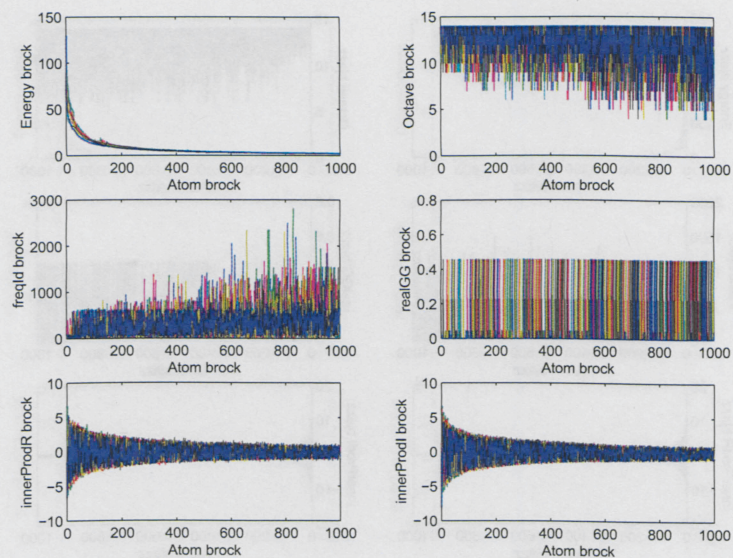 150
100
50
0
Energy brock
0 200 400 600 800 1000
Atom brock
15
10
5
0
Octave brock
0 200 400 600 800 1000
Atom brock
3000
2000
1000
0
freqId brock
0 200 400 600 800 1000
Atom brock
0.8
0.6
0.4
0.2
0
realGG brock
0 200 400 600 800 1000
Atom brock
10
5
0
−5
−10
innerProdR brock
0 200 400 600 800 1000
Atom brock
10
5
0
−5
−10
innerProdI brock
0 200 400 600 800 1000
Atom brock